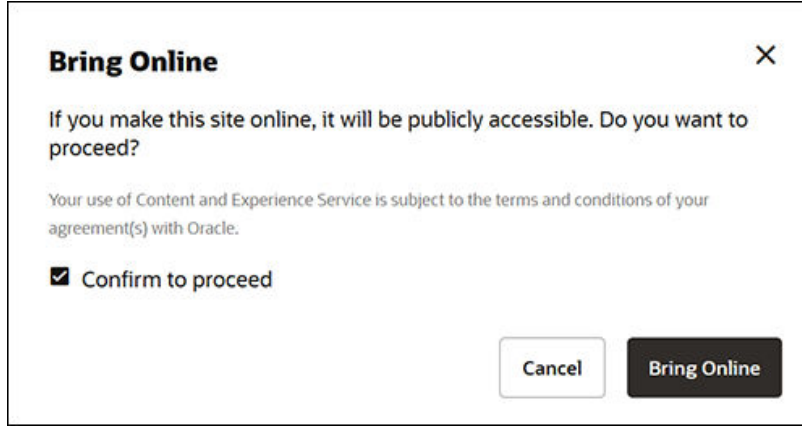 Bring Online
If you make this site online, it will be publicly accessible. Do you want to
proceed?
Your use of Content and Experience Service is subject to the terms and conditions of your
agreement(s) with Oracle.
Confirm to proceed
Cancel
Bring Online